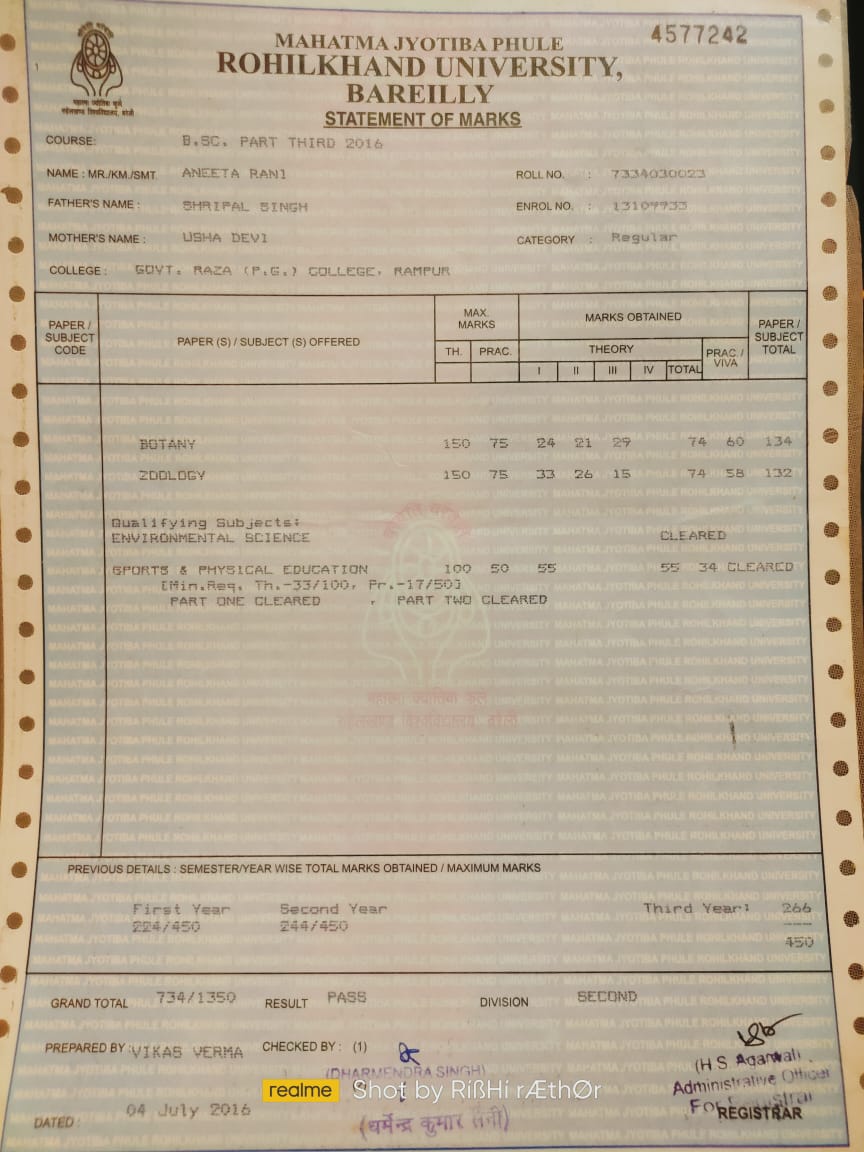 4577242
MAHATMA JYOTIBA PHULE
ROHILKHAND UNIVERSITY,
BAREILLY
STATEMENT OF MARKS
COURSE: B.SC. PART THIRD 2016
NAME : MR./KM./SMT. ANEETA RANI ROLL NO. : 7334030023
FATHER'S NAME : SHRIPAL SINGH ENROL NO. : 13109933
MOTHER'S NAME : USHA DEVI CATEGORY : Regular
COLLEGE : GOVT. RAZA (P.G.) COLLEGE, RAMPUR
PAPER / SUBJECT CODE PAPER (S) / SUBJECT (S) OFFERED MAX. MARKS MARKS OBTAINED PAPER / SUBJECT TOTAL
TH. PRAC. THEORY PRAC. / VIVA
I II III IV TOTAL
BOTANY 150 75 24 21 29 74 60 134
ZOOLOGY 150 75 33 26 15 74 58 132
Qualifying Subjects:
ENVIRONMENTAL SCIENCE CLEARED
SPORTS & PHYSICAL EDUCATION 100 50 55 55 34 CLEARED
[Min.Req. Th.-33/100, Pr.-17/50]
PART ONE CLEARED , PART TWO CLEARED
महात्मा ज्योतिबा फुले
रुहेलखण्ड विश्वविद्यालय, बरेली
PREVIOUS DETAILS : SEMESTER/YEAR WISE TOTAL MARKS OBTAINED / MAXIMUM MARKS
First Year Second Year Third Year: 266
224/450 244/450 ---
450
GRAND TOTAL 734/1350 RESULT PASS DIVISION SECOND
PREPARED BY : VIKAS VERMA CHECKED BY : (1)
(DHARMENDRA SINGH)
(H S Agarwal)
Administrative Officer
For Registrar
REGISTRAR
realme Shot by RißHi rÆthØr
DATED : 04 July 2016
(धर्मेन्द्र कुमार सैनी)